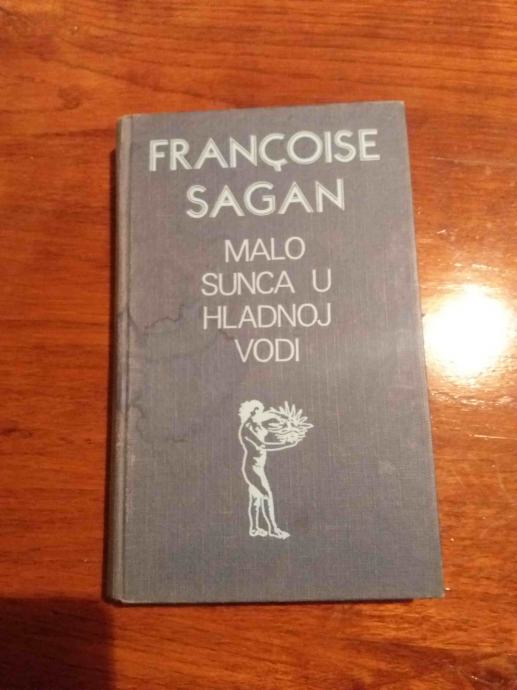 FRANÇOISE
SAGAN
MALO
SUNCA U
HLADNOJ
VODI